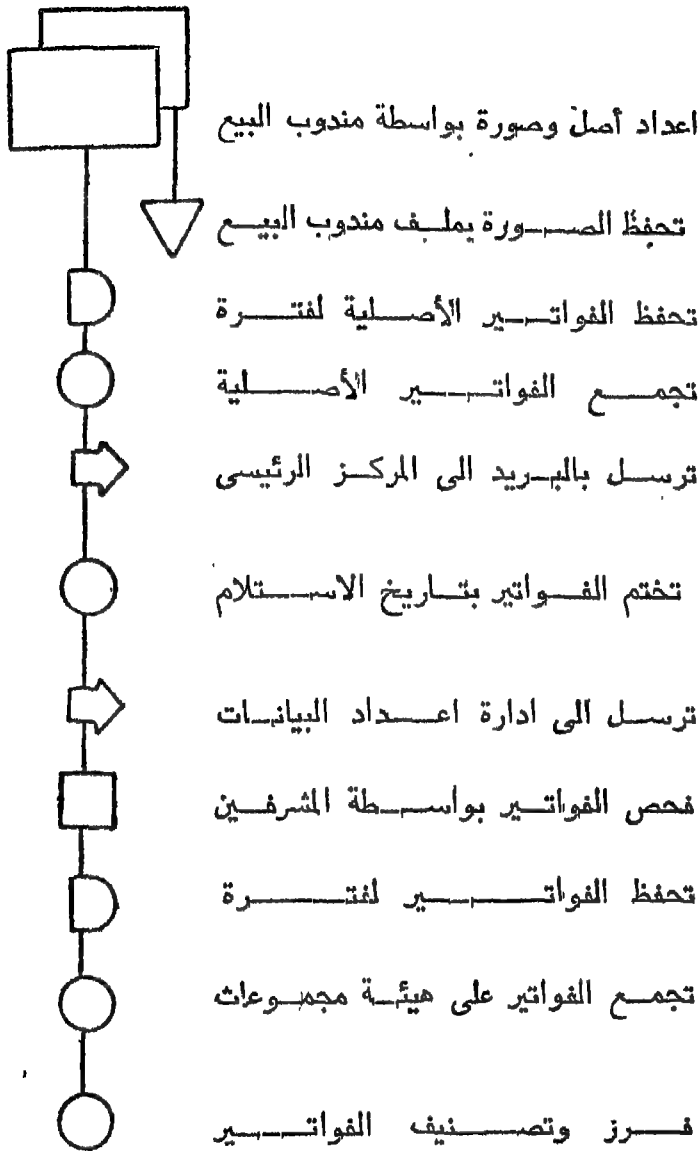 اعداد أصل وصورة بواسطة مندوب البيع
تحفظ الصورة بملف مندوب البيع
تحفظ الفواتير الأصلية لفترة
تجمع الفواتير الأصلية
ترسل بالبريد الى المركز الرئيسى
تختم الفواتير بتاريخ الاستلام
ترسل الى ادارة اعداد البيانات
فحص الفواتير بواسطة المشرفين
تحفظ الفواتير لفترة
تجمع الفواتير على هيئة مجموعات
فرز وتصنيف الفواتير